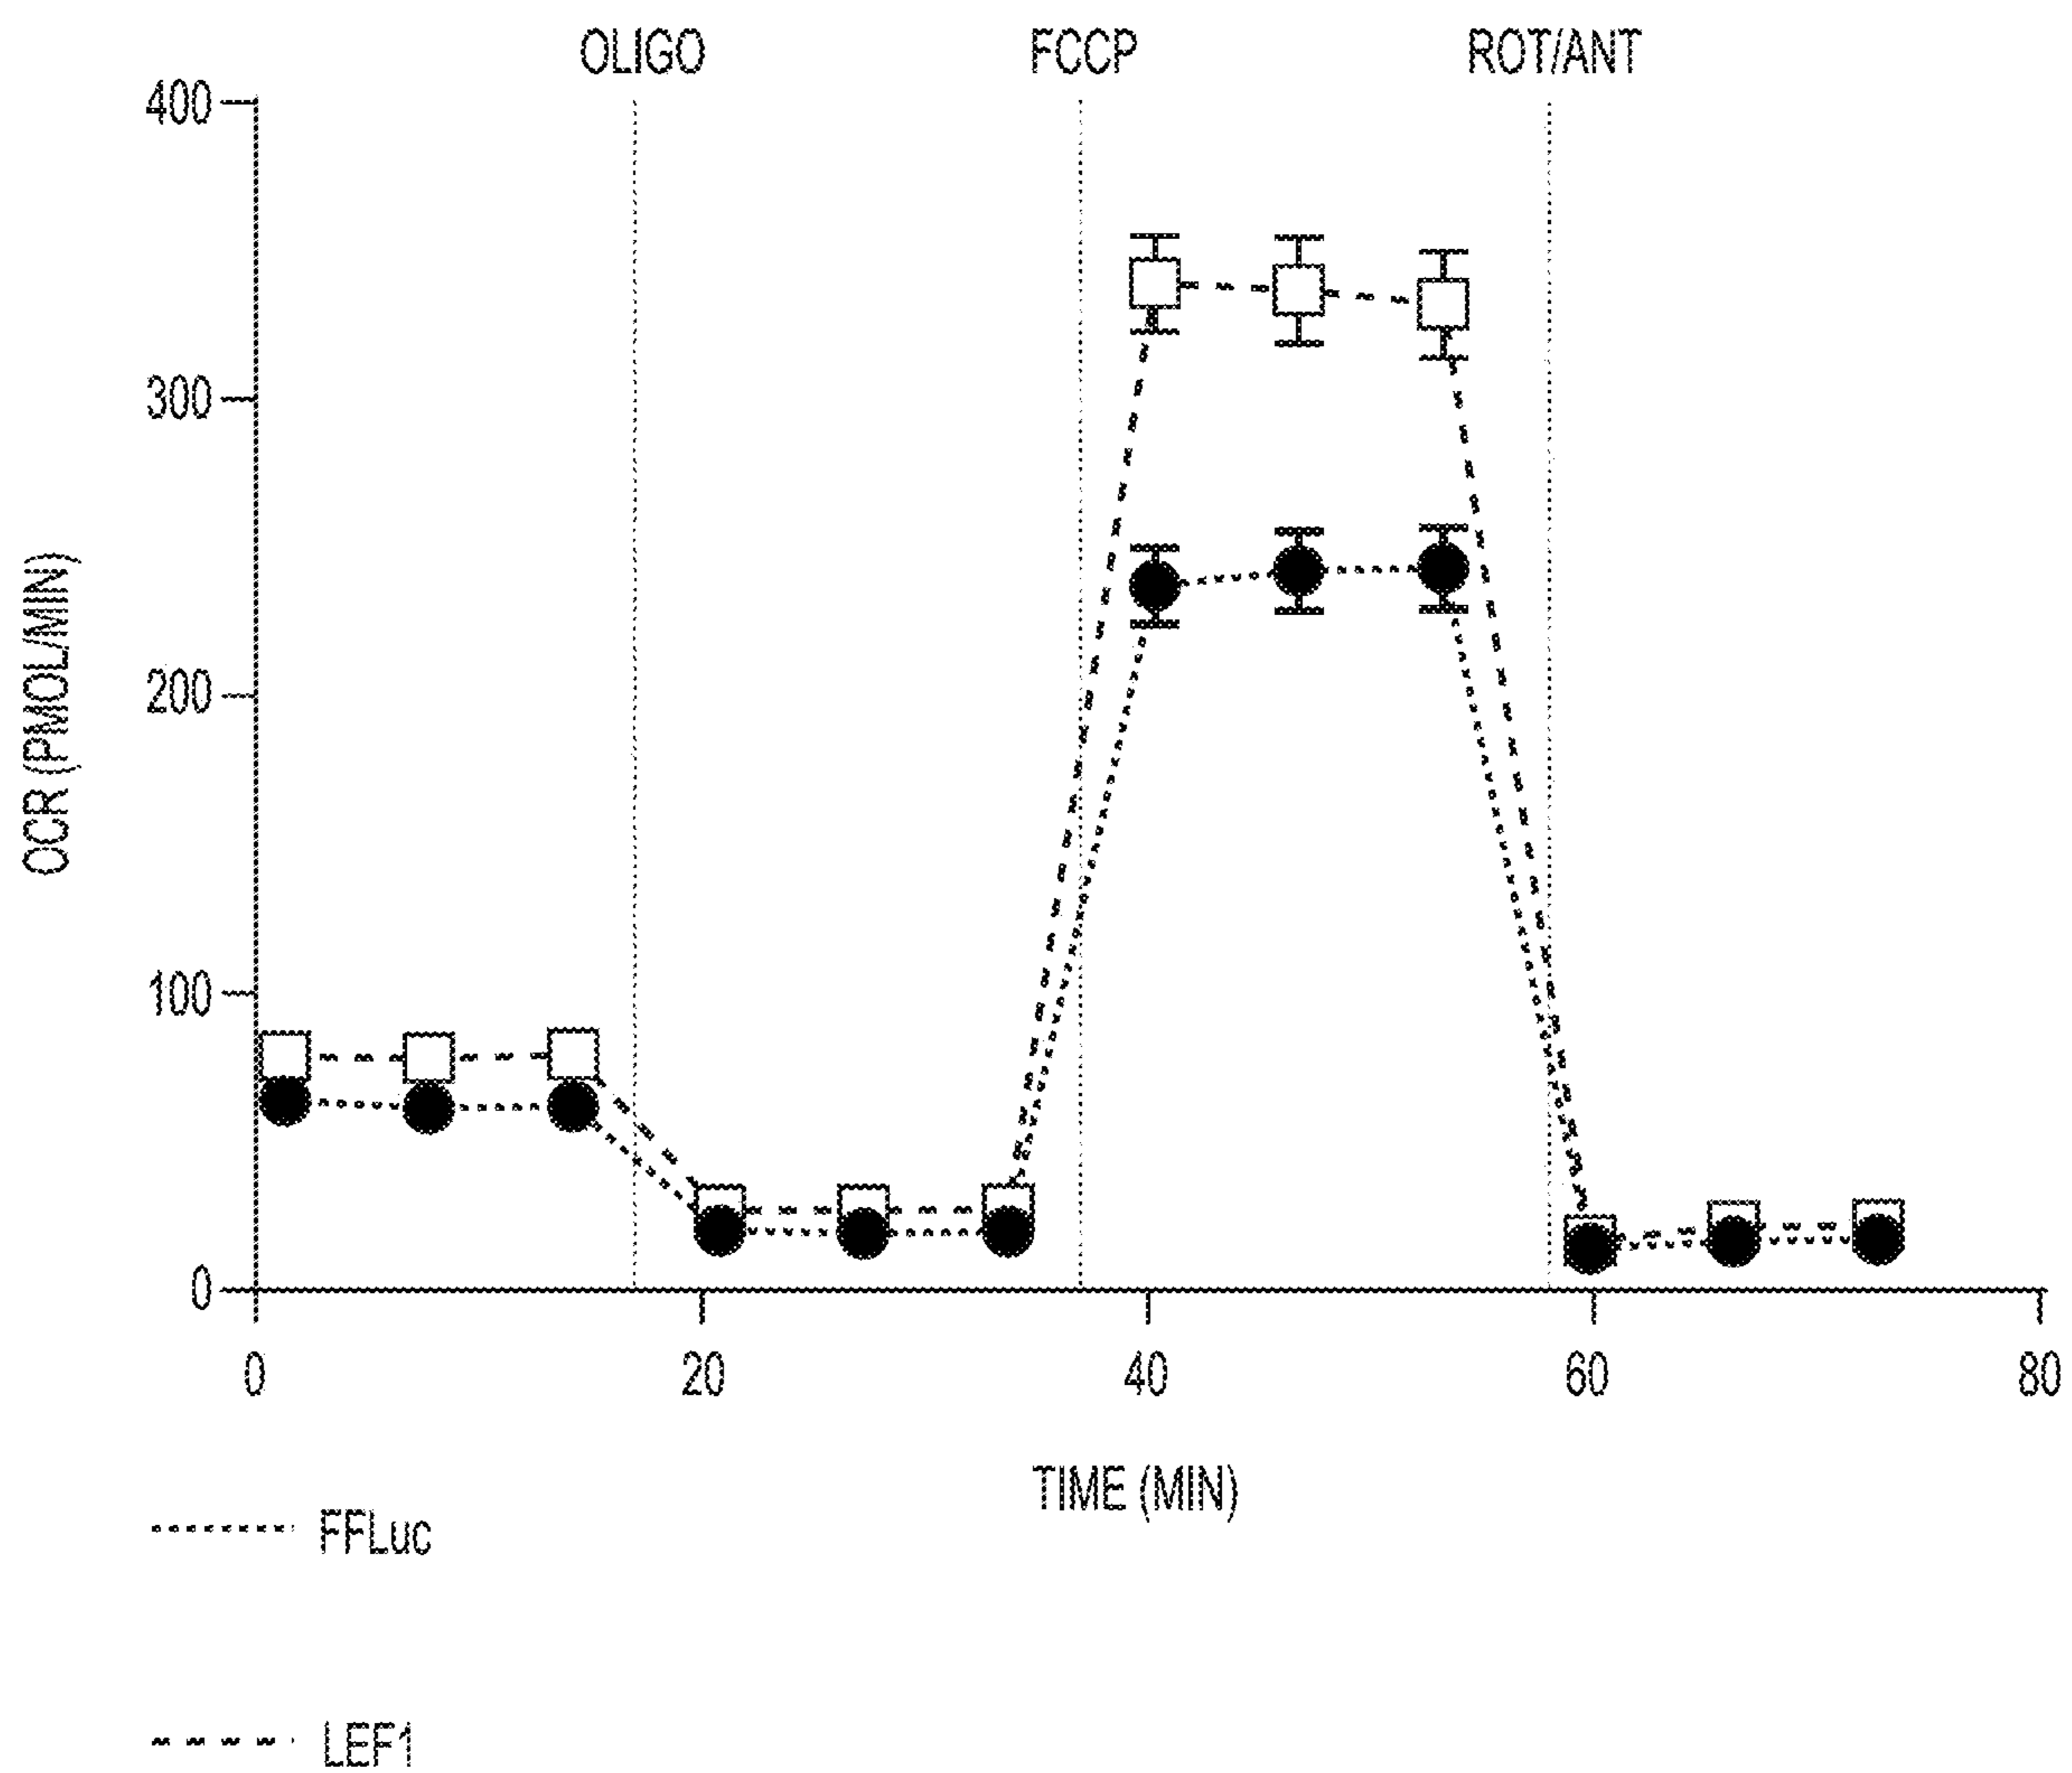 OLIGO FCCP ROT/ANT
400
300
200
100
0
OCR (PMOL/MIN)
0 20 40 60 80
TIME (MIN)
FFLuc
LEF1